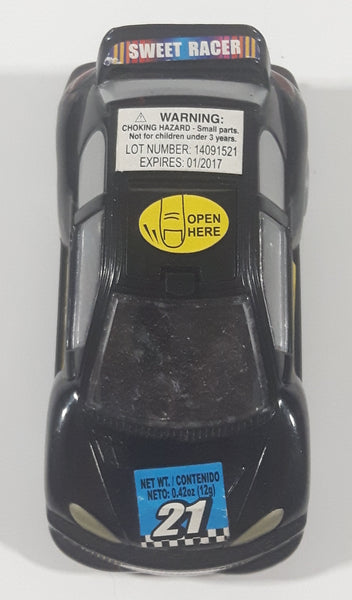 SWEET RACER
⚠ WARNING:
CHOKING HAZARD - Small parts.
Not for children under 3 years.
LOT NUMBER: 14091521
EXPIRES: 01/2017
OPEN
HERE
NET WT. / CONTENIDO
NETO: 0.42oz (12g)
21